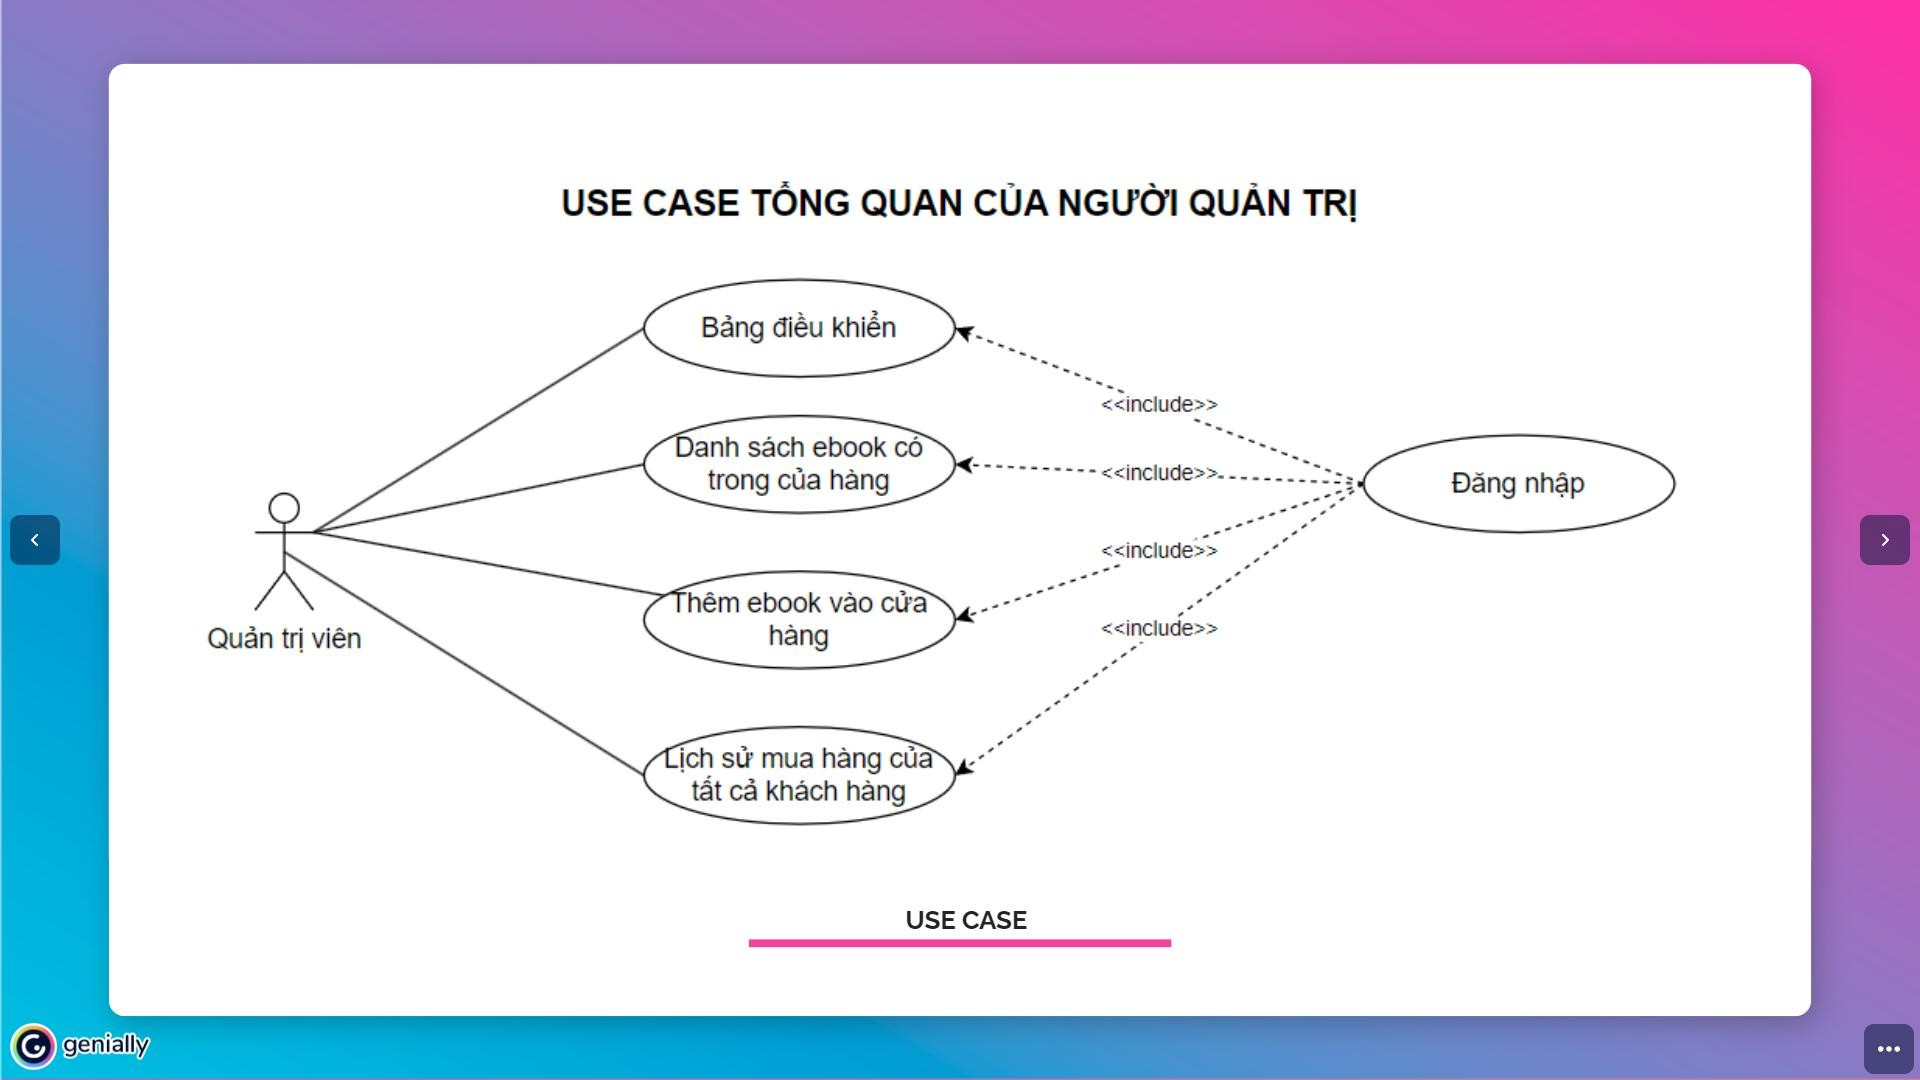 USE CASE TỔNG QUAN CỦA NGƯỜI QUẢN TRỊ
Bảng điều khiển
<<include>>
Danh sách ebook có
trong của hàng
<<include>>
Đăng nhập
<<include>>
Thêm ebook vào cửa
hàng
<<include>>
Quản trị viên
Lịch sử mua hàng của
tất cả khách hàng
USE CASE
genially